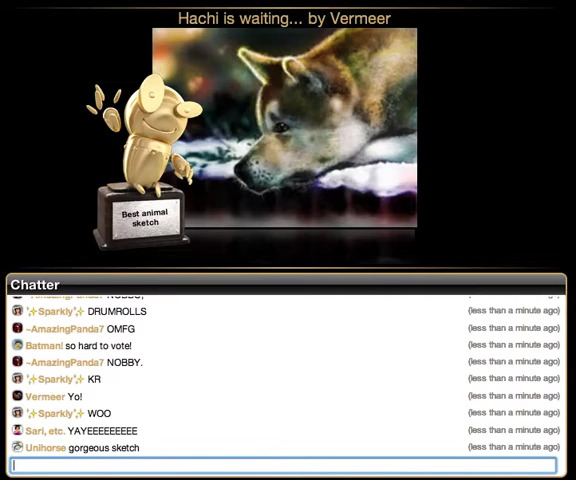 Hachi is waiting... by Vermeer
Best animal
sketch
Chatter
~AmazingPanda7 NOBBO,
'✨Sparkly'✨ DRUMROLLS (less than a minute ago)
~AmazingPanda7 OMFG (less than a minute ago)
Batman! so hard to vote! (less than a minute ago)
~AmazingPanda7 NOBBY. (less than a minute ago)
'✨Sparkly'✨ KR (less than a minute ago)
Vermeer Yo! (less than a minute ago)
'✨Sparkly'✨ WOO (less than a minute ago)
Sari, etc. YAYEEEEEEEEE (less than a minute ago)
Unihorse gorgeous sketch (less than a minute ago)